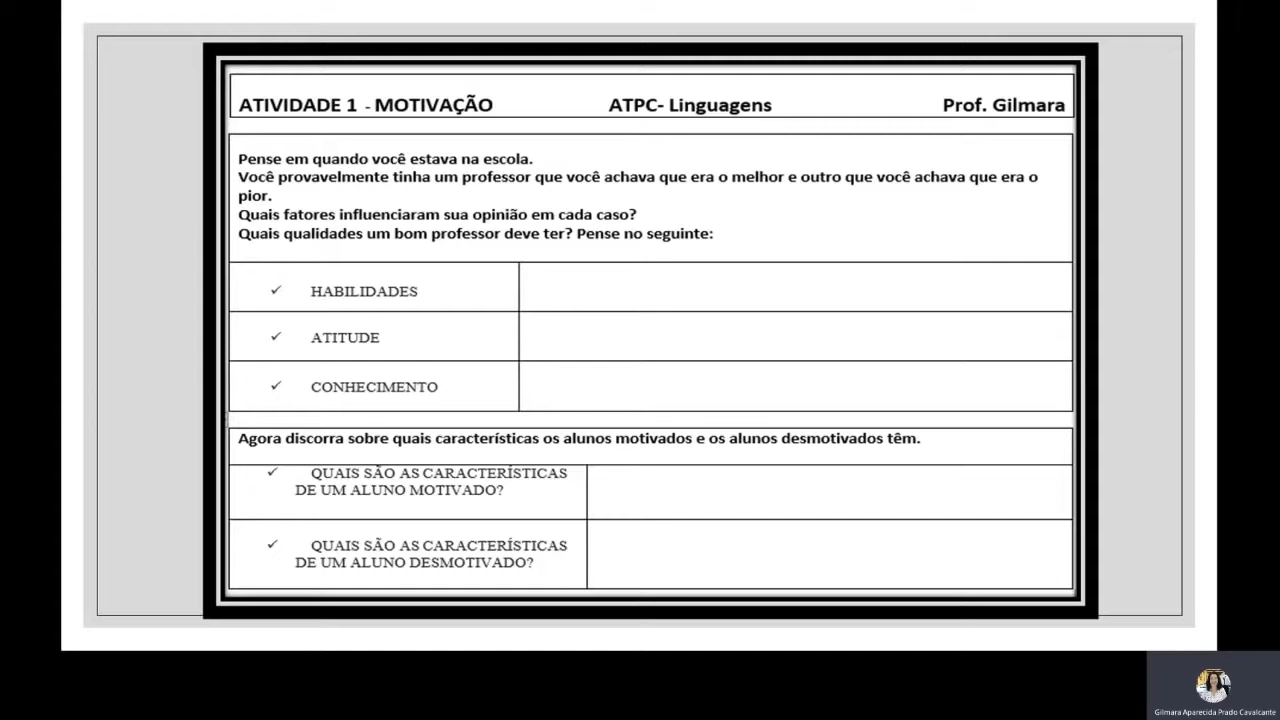 ATIVIDADE 1 - MOTIVAÇÃO ATPC- Linguagens Prof. Gilmara
Pense em quando você estava na escola.
Você provavelmente tinha um professor que você achava que era o melhor e outro que você achava que era o
pior.
Quais fatores influenciaram sua opinião em cada caso?
Quais qualidades um bom professor deve ter? Pense no seguinte:
✓ HABILIDADES
✓ ATITUDE
✓ CONHECIMENTO
Agora discorra sobre quais características os alunos motivados e os alunos desmotivados têm.
✓ QUAIS SÃO AS CARACTERÍSTICAS
DE UM ALUNO MOTIVADO?
✓ QUAIS SÃO AS CARACTERÍSTICAS
DE UM ALUNO DESMOTIVADO?
Gilmara Aparecida Prado Cavalcante